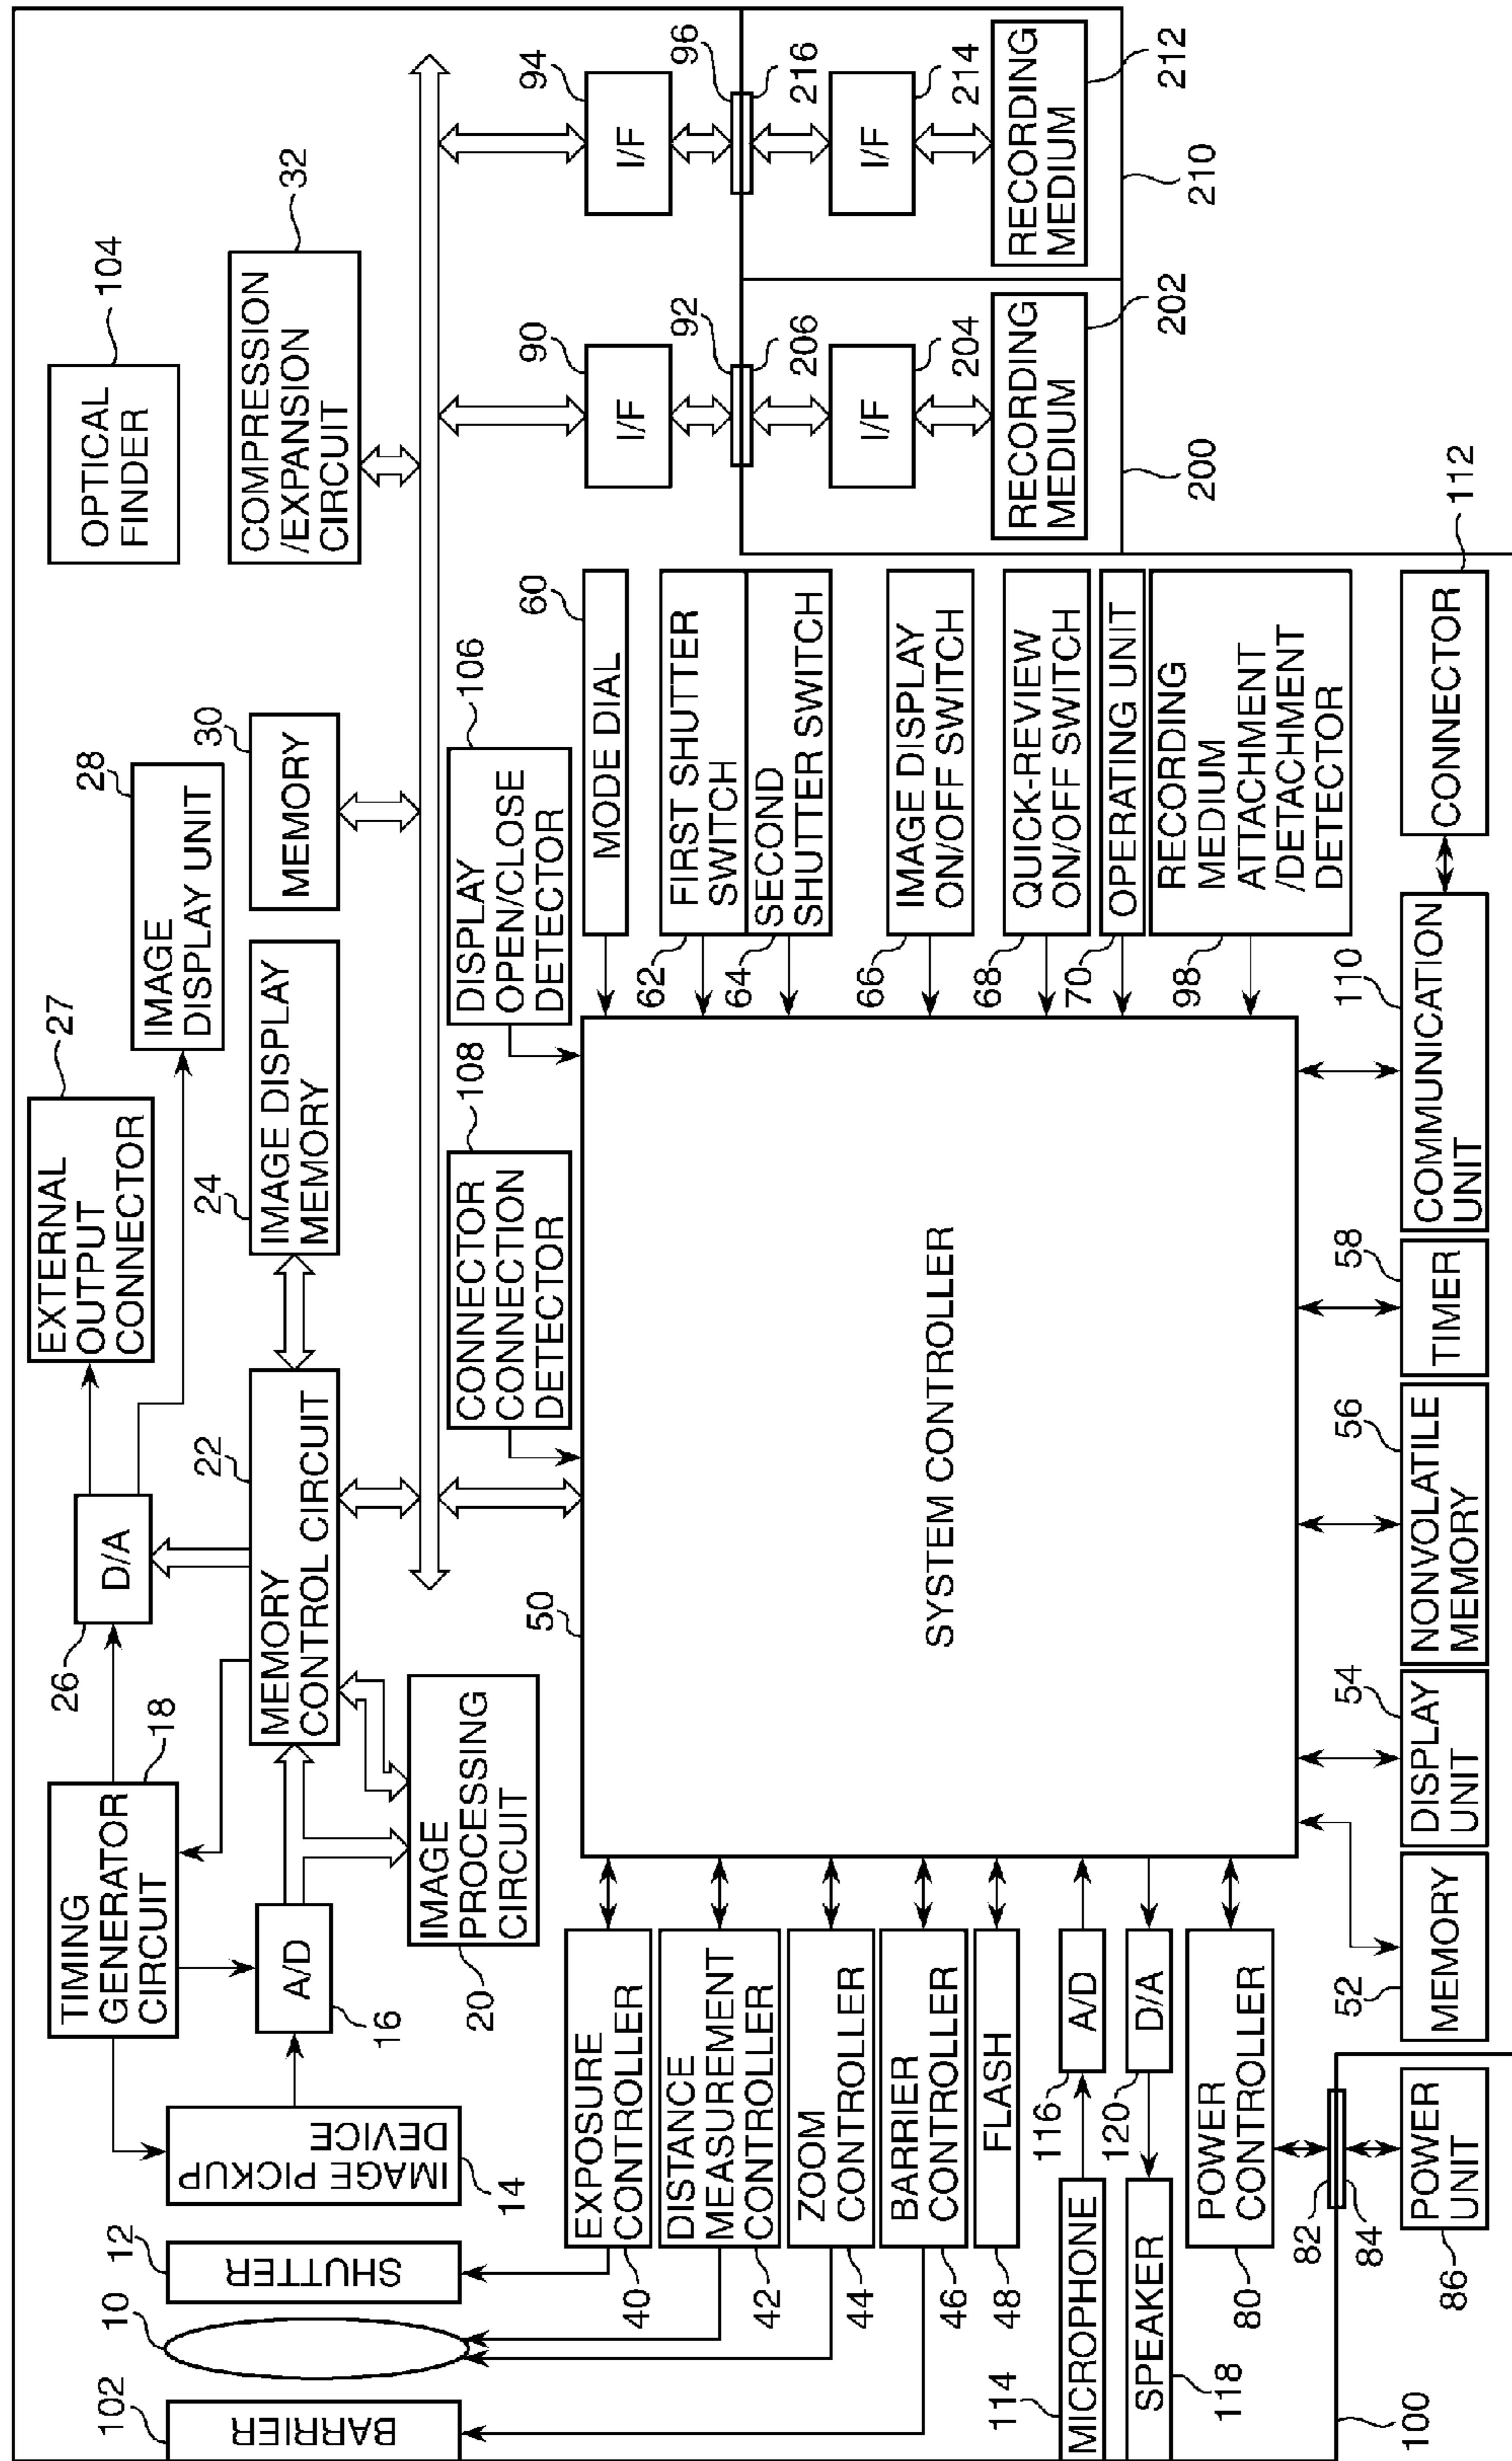 102
BARRIER
10
12
SHUTTER
IMAGE PICKUP
DEVICE
14
TIMING
GENERATOR
CIRCUIT
18
A/D
16
26
D/A
EXTERNAL
OUTPUT
CONNECTOR
27
IMAGE
DISPLAY UNIT
28
OPTICAL
FINDER
104
MEMORY
CONTROL CIRCUIT
22
24
IMAGE DISPLAY
MEMORY
30
MEMORY
COMPRESSION
/EXPANSION
CIRCUIT
32
IMAGE
PROCESSING
CIRCUIT
20
CONNECTOR
CONNECTION
DETECTOR
108
DISPLAY
OPEN/CLOSE
DETECTOR
106
50
SYSTEM CONTROLLER
EXPOSURE
CONTROLLER
40
DISTANCE
MEASUREMENT
CONTROLLER
42
ZOOM
CONTROLLER
44
BARRIER
CONTROLLER
46
FLASH
48
114
MICROPHONE
116
A/D
SPEAKER
118
120
D/A
POWER
CONTROLLER
80
82
84
POWER
UNIT
86
100
60
MODE DIAL
62
FIRST SHUTTER
SWITCH
64
SECOND
SHUTTER SWITCH
66
IMAGE DISPLAY
ON/OFF SWITCH
68
QUICK-REVIEW
ON/OFF SWITCH
70
OPERATING UNIT
98
RECORDING
MEDIUM
ATTACHMENT
/DETACHMENT
DETECTOR
52
MEMORY
DISPLAY
UNIT
54
NONVOLATILE
MEMORY
56
TIMER
58
COMMUNICATION
UNIT
110
CONNECTOR
112
90
I/F
92
206
I/F
204
RECORDING
MEDIUM
202
200
94
I/F
96
216
I/F
214
RECORDING
MEDIUM
212
210